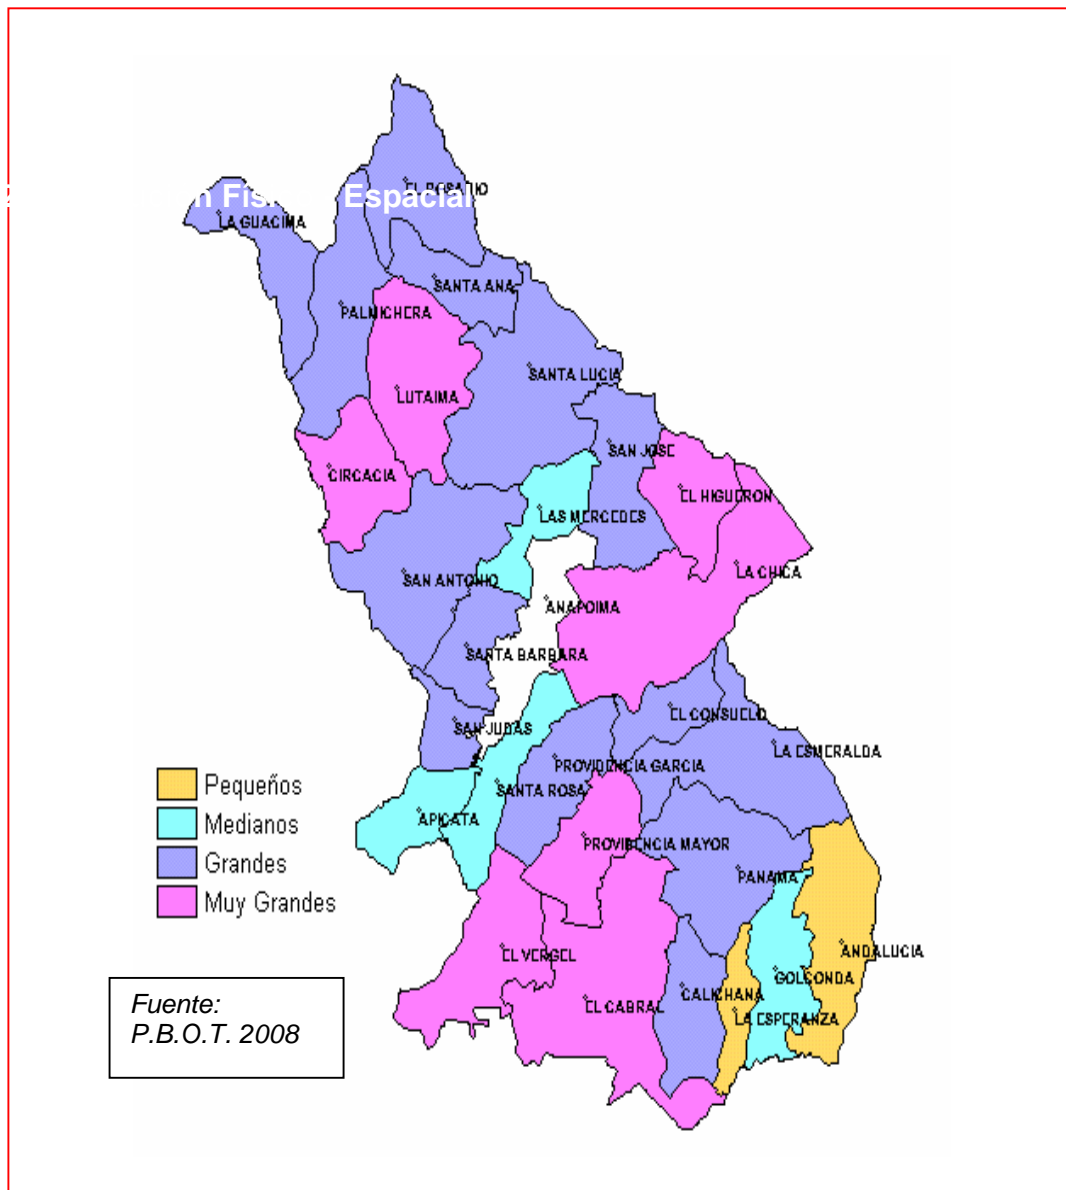 EL ROSARIO
Espacial
LA GUACIMA
SANTA ANA
PALMICHERA
SANTA LUCIA
LUTAIMA
SAN JOSE
CIRCACIA
EL HIGUERON
LAS MERCEDES
LA CHICA
SAN ANTONIO
ANAPOIMA
SANTA BARBARA
EL CONSUELO
SAN JUDAS
LA ESMERALDA
PROVIDENCIA GARCIA
SANTA ROSA
APICATA
PROVIDENCIA MAYOR
PANAMA
ANDALUCIA
EL VERGEL
GOLCONDA
CALICHANA
EL CABRAL
LA ESPERANZA
Pequeños
Medianos
Grandes
Muy Grandes
Fuente:
P.B.O.T. 2008